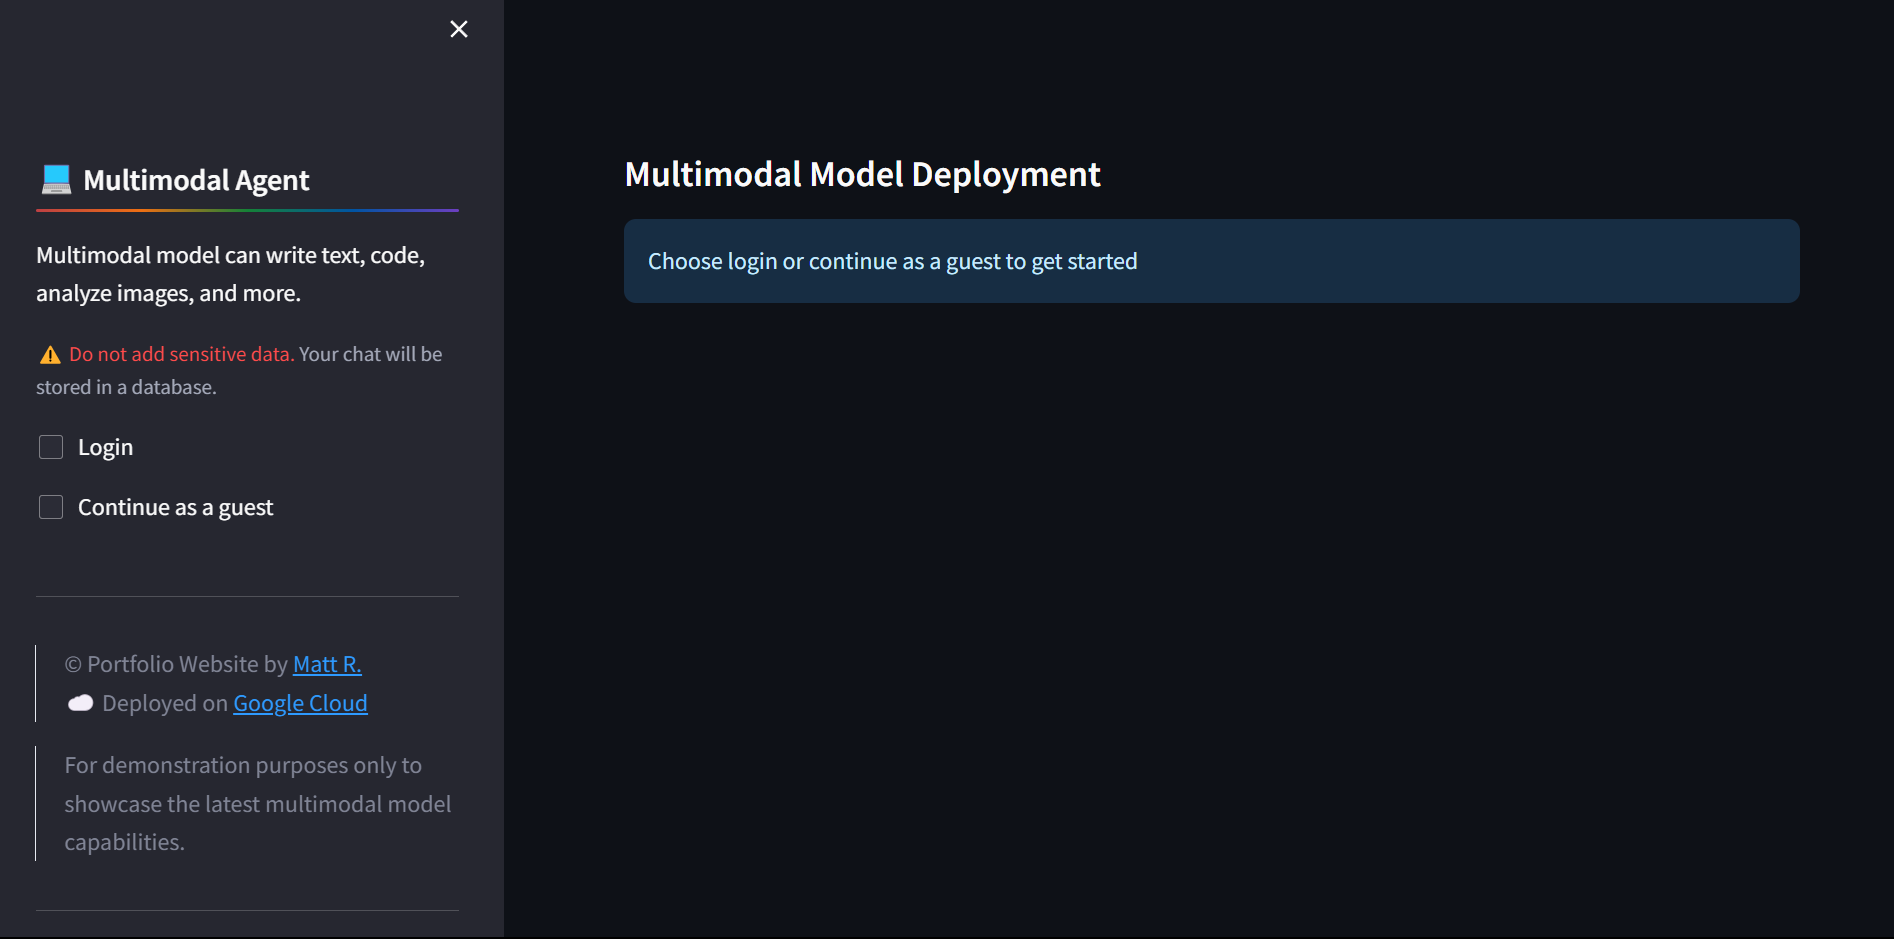 Multimodal Agent
Multimodal model can write text, code,
analyze images, and more.
Do not add sensitive data. Your chat will be
stored in a database.
Login
Continue as a guest
© Portfolio Website by Matt R.
Deployed on Google Cloud
For demonstration purposes only to
showcase the latest multimodal model
capabilities.
Multimodal Model Deployment
Choose login or continue as a guest to get started